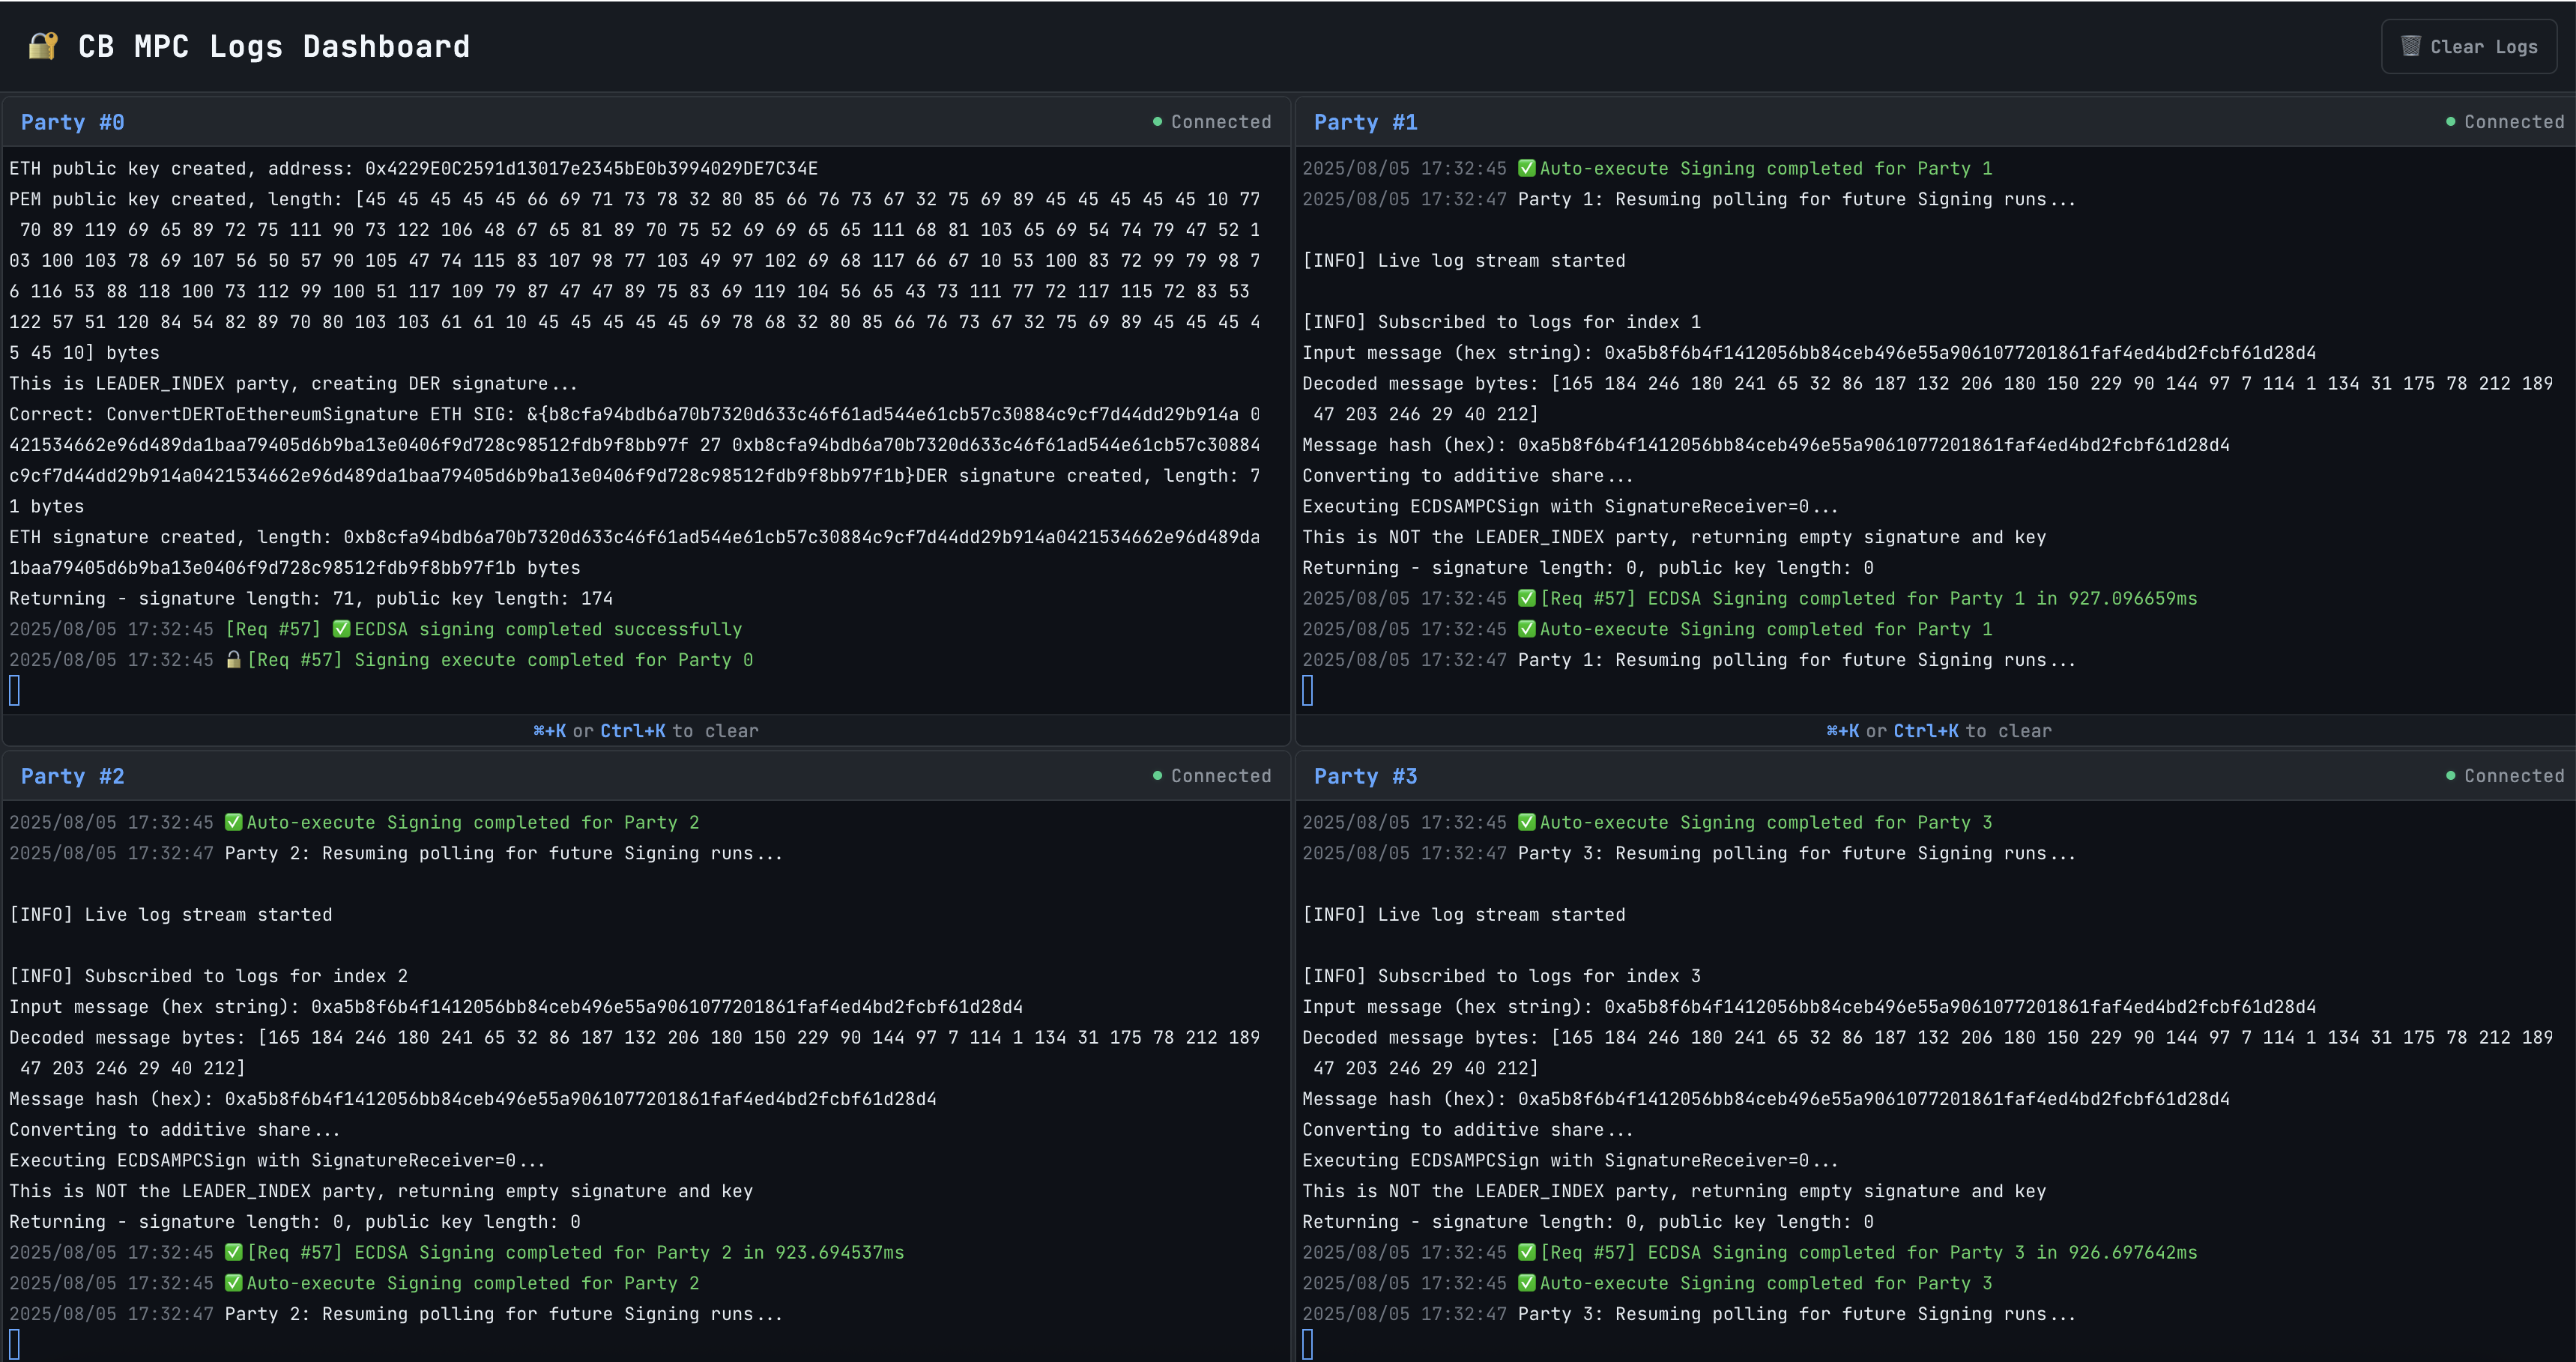 🔐 CB MPC Logs Dashboard
🗑️ Clear Logs
Party #0
Connected
ETH public key created, address: 0x4229E0C2591d13017e2345bE0b3994029DE7C34E
PEM public key created, length: [45 45 45 45 45 66 69 71 73 78 32 80 85 66 76 73 67 32 75 69 89 45 45 45 45 45 10 77
70 89 119 69 65 89 72 75 111 90 73 122 106 48 67 65 81 89 70 75 52 69 69 65 65 111 68 81 103 65 69 54 74 79 47 52 1
03 100 103 78 69 107 56 50 57 90 105 47 74 115 83 107 98 77 103 49 97 102 69 68 117 66 67 10 53 100 83 72 99 79 98 7
6 116 53 88 118 100 73 112 99 100 51 117 109 79 87 47 47 89 75 83 69 119 104 56 65 43 73 111 77 72 117 115 72 83 53
122 57 51 120 84 54 82 89 70 80 103 103 61 61 10 45 45 45 45 45 69 78 68 32 80 85 66 76 73 67 32 75 69 89 45 45 45 4
5 45 10] bytes
This is LEADER_INDEX party, creating DER signature...
Correct: ConvertDERToEthereumSignature ETH SIG: &{b8cfa94bdb6a70b7320d633c46f61ad544e61cb57c30884c9cf7d44dd29b914a 0
421534662e96d489da1baa79405d6b9ba13e0406f9d728c98512fdb9f8bb97f 27 0xb8cfa94bdb6a70b7320d633c46f61ad544e61cb57c30884
c9cf7d44dd29b914a0421534662e96d489da1baa79405d6b9ba13e0406f9d728c98512fdb9f8bb97f1b}DER signature created, length: 7
1 bytes
ETH signature created, length: 0xb8cfa94bdb6a70b7320d633c46f61ad544e61cb57c30884c9cf7d44dd29b914a0421534662e96d489da
1baa79405d6b9ba13e0406f9d728c98512fdb9f8bb97f1b bytes
Returning - signature length: 71, public key length: 174
2025/08/05 17:32:45 [Req #57] ✅ECDSA signing completed successfully
2025/08/05 17:32:45 🔒[Req #57] Signing execute completed for Party 0
⌘+K or Ctrl+K to clear
Party #1
Connected
2025/08/05 17:32:45 ✅Auto-execute Signing completed for Party 1
2025/08/05 17:32:47 Party 1: Resuming polling for future Signing runs...
[INFO] Live log stream started
[INFO] Subscribed to logs for index 1
Input message (hex string): 0xa5b8f6b4f1412056bb84ceb496e55a9061077201861faf4ed4bd2fcbf61d28d4
Decoded message bytes: [165 184 246 180 241 65 32 86 187 132 206 180 150 229 90 144 97 7 114 1 134 31 175 78 212 189
47 203 246 29 40 212]
Message hash (hex): 0xa5b8f6b4f1412056bb84ceb496e55a9061077201861faf4ed4bd2fcbf61d28d4
Converting to additive share...
Executing ECDSAMPCSign with SignatureReceiver=0...
This is NOT the LEADER_INDEX party, returning empty signature and key
Returning - signature length: 0, public key length: 0
2025/08/05 17:32:45 ✅[Req #57] ECDSA Signing completed for Party 1 in 927.096659ms
2025/08/05 17:32:45 ✅Auto-execute Signing completed for Party 1
2025/08/05 17:32:47 Party 1: Resuming polling for future Signing runs...
⌘+K or Ctrl+K to clear
Party #2
Connected
2025/08/05 17:32:45 ✅Auto-execute Signing completed for Party 2
2025/08/05 17:32:47 Party 2: Resuming polling for future Signing runs...
[INFO] Live log stream started
[INFO] Subscribed to logs for index 2
Input message (hex string): 0xa5b8f6b4f1412056bb84ceb496e55a9061077201861faf4ed4bd2fcbf61d28d4
Decoded message bytes: [165 184 246 180 241 65 32 86 187 132 206 180 150 229 90 144 97 7 114 1 134 31 175 78 212 189
47 203 246 29 40 212]
Message hash (hex): 0xa5b8f6b4f1412056bb84ceb496e55a9061077201861faf4ed4bd2fcbf61d28d4
Converting to additive share...
Executing ECDSAMPCSign with SignatureReceiver=0...
This is NOT the LEADER_INDEX party, returning empty signature and key
Returning - signature length: 0, public key length: 0
2025/08/05 17:32:45 ✅[Req #57] ECDSA Signing completed for Party 2 in 923.694537ms
2025/08/05 17:32:45 ✅Auto-execute Signing completed for Party 2
2025/08/05 17:32:47 Party 2: Resuming polling for future Signing runs...
Party #3
Connected
2025/08/05 17:32:45 ✅Auto-execute Signing completed for Party 3
2025/08/05 17:32:47 Party 3: Resuming polling for future Signing runs...
[INFO] Live log stream started
[INFO] Subscribed to logs for index 3
Input message (hex string): 0xa5b8f6b4f1412056bb84ceb496e55a9061077201861faf4ed4bd2fcbf61d28d4
Decoded message bytes: [165 184 246 180 241 65 32 86 187 132 206 180 150 229 90 144 97 7 114 1 134 31 175 78 212 189
47 203 246 29 40 212]
Message hash (hex): 0xa5b8f6b4f1412056bb84ceb496e55a9061077201861faf4ed4bd2fcbf61d28d4
Converting to additive share...
Executing ECDSAMPCSign with SignatureReceiver=0...
This is NOT the LEADER_INDEX party, returning empty signature and key
Returning - signature length: 0, public key length: 0
2025/08/05 17:32:45 ✅[Req #57] ECDSA Signing completed for Party 3 in 926.697642ms
2025/08/05 17:32:45 ✅Auto-execute Signing completed for Party 3
2025/08/05 17:32:47 Party 3: Resuming polling for future Signing runs...